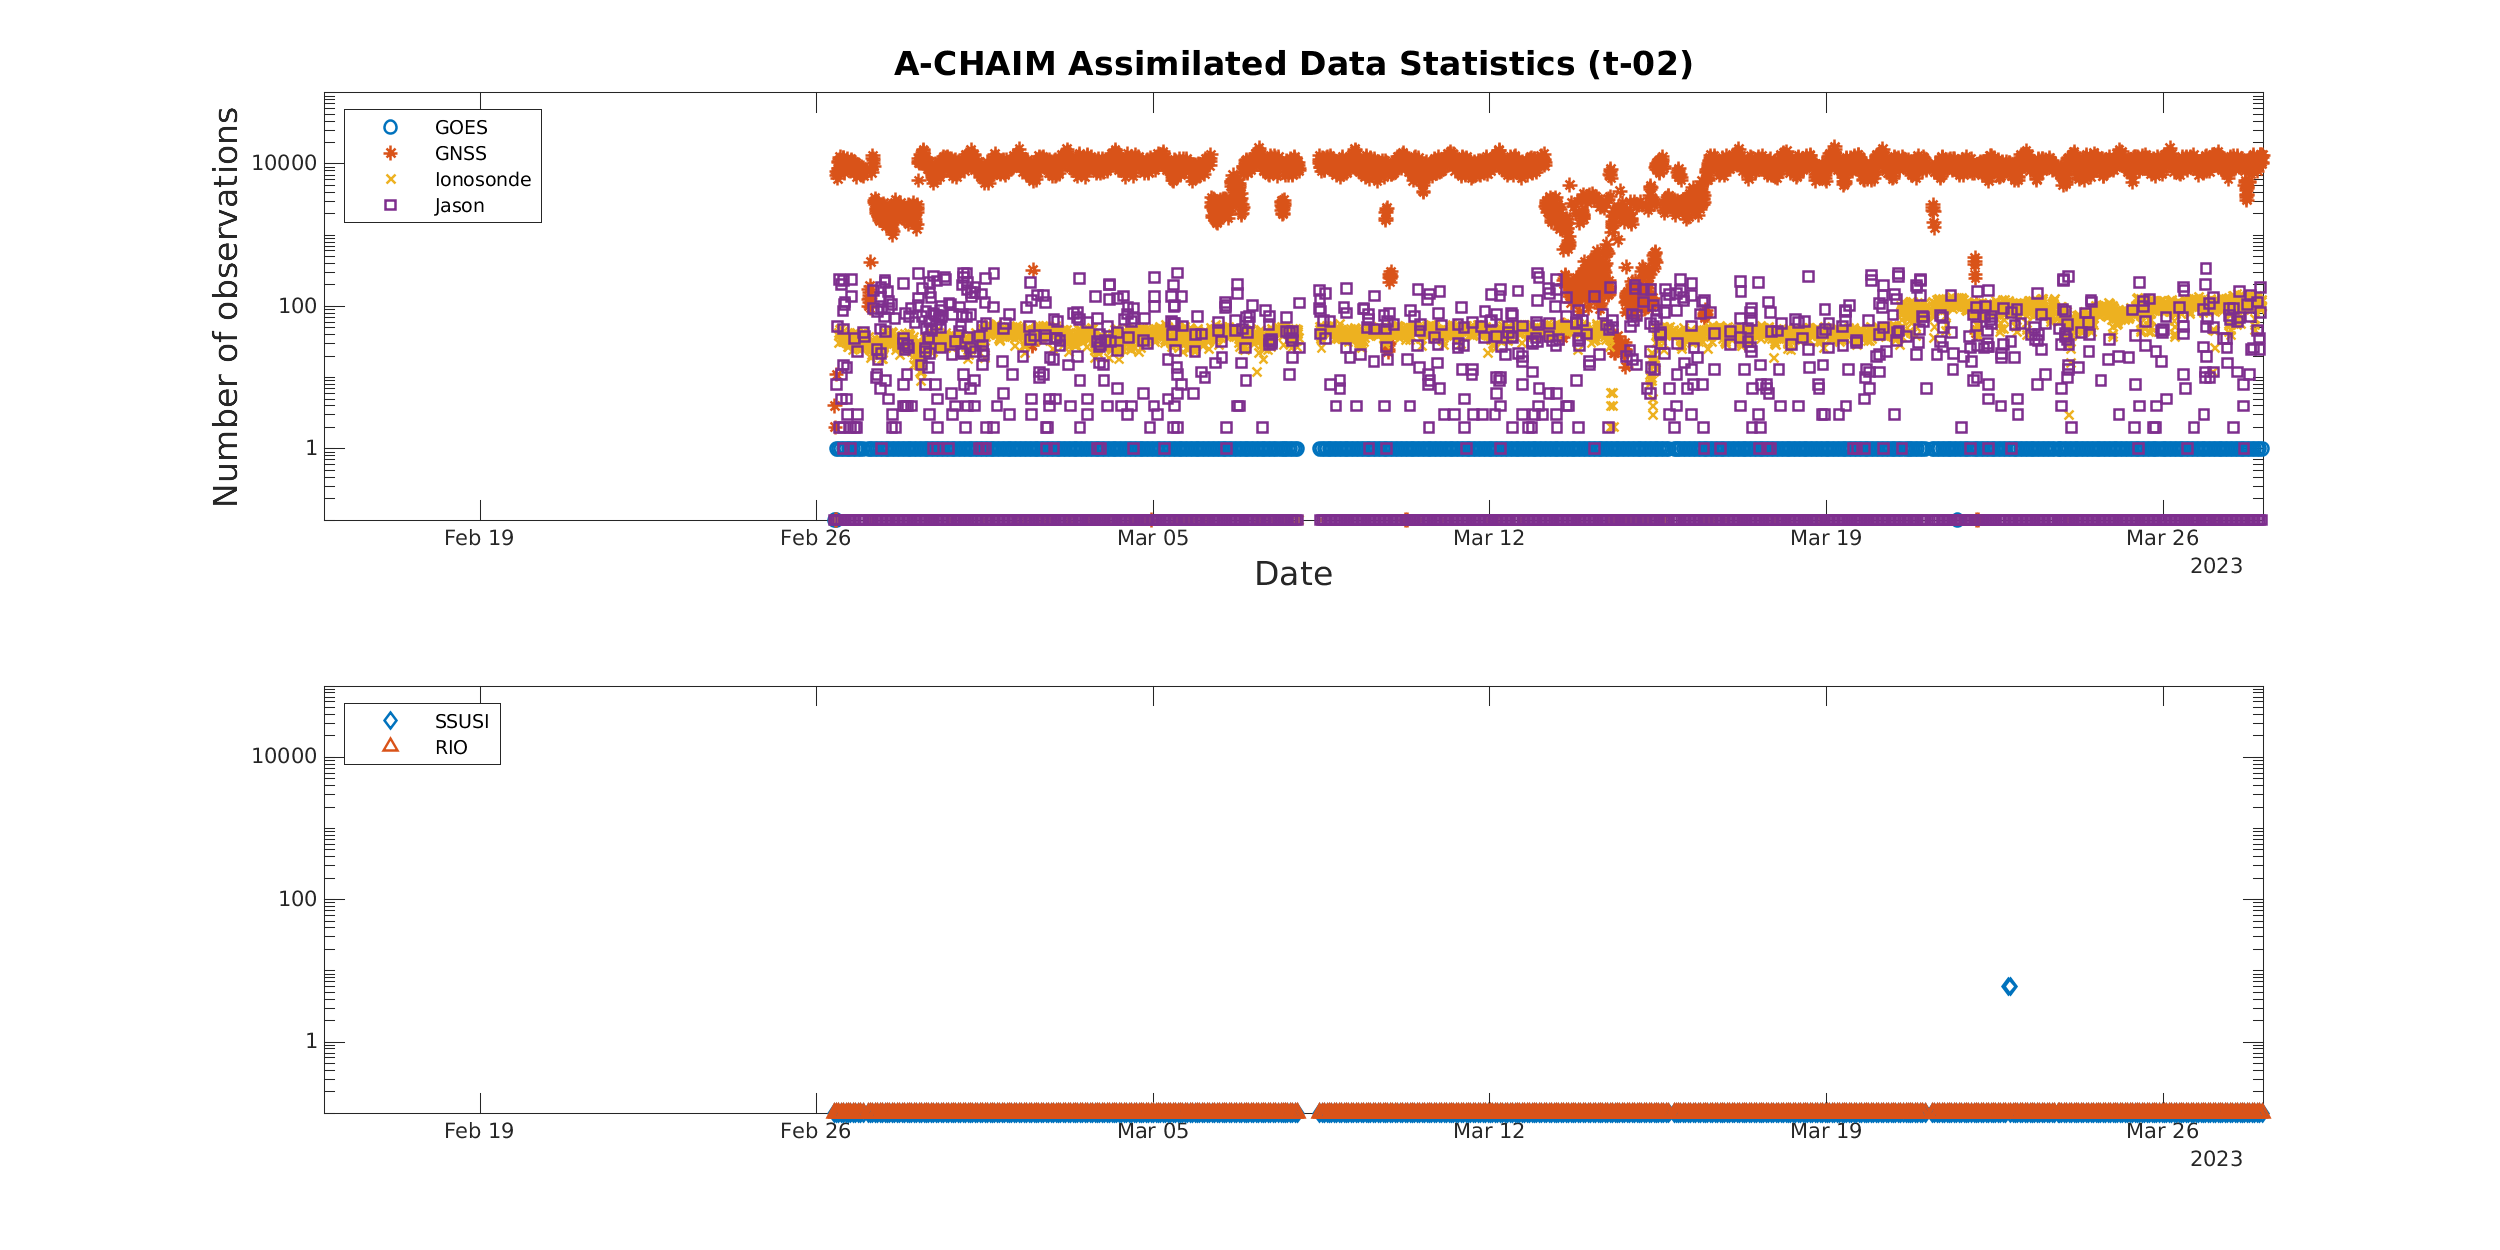 A-CHAIM Assimilated Data Statistics (t-02)
Number of observations
10000
100
1
GOES
GNSS
Ionosonde
Jason
Feb 19
Feb 26
Mar 05
Mar 12
Mar 19
Mar 26
2023
Date
10000
100
1
SSUSI
RIO
Feb 19
Feb 26
Mar 05
Mar 12
Mar 19
Mar 26
2023